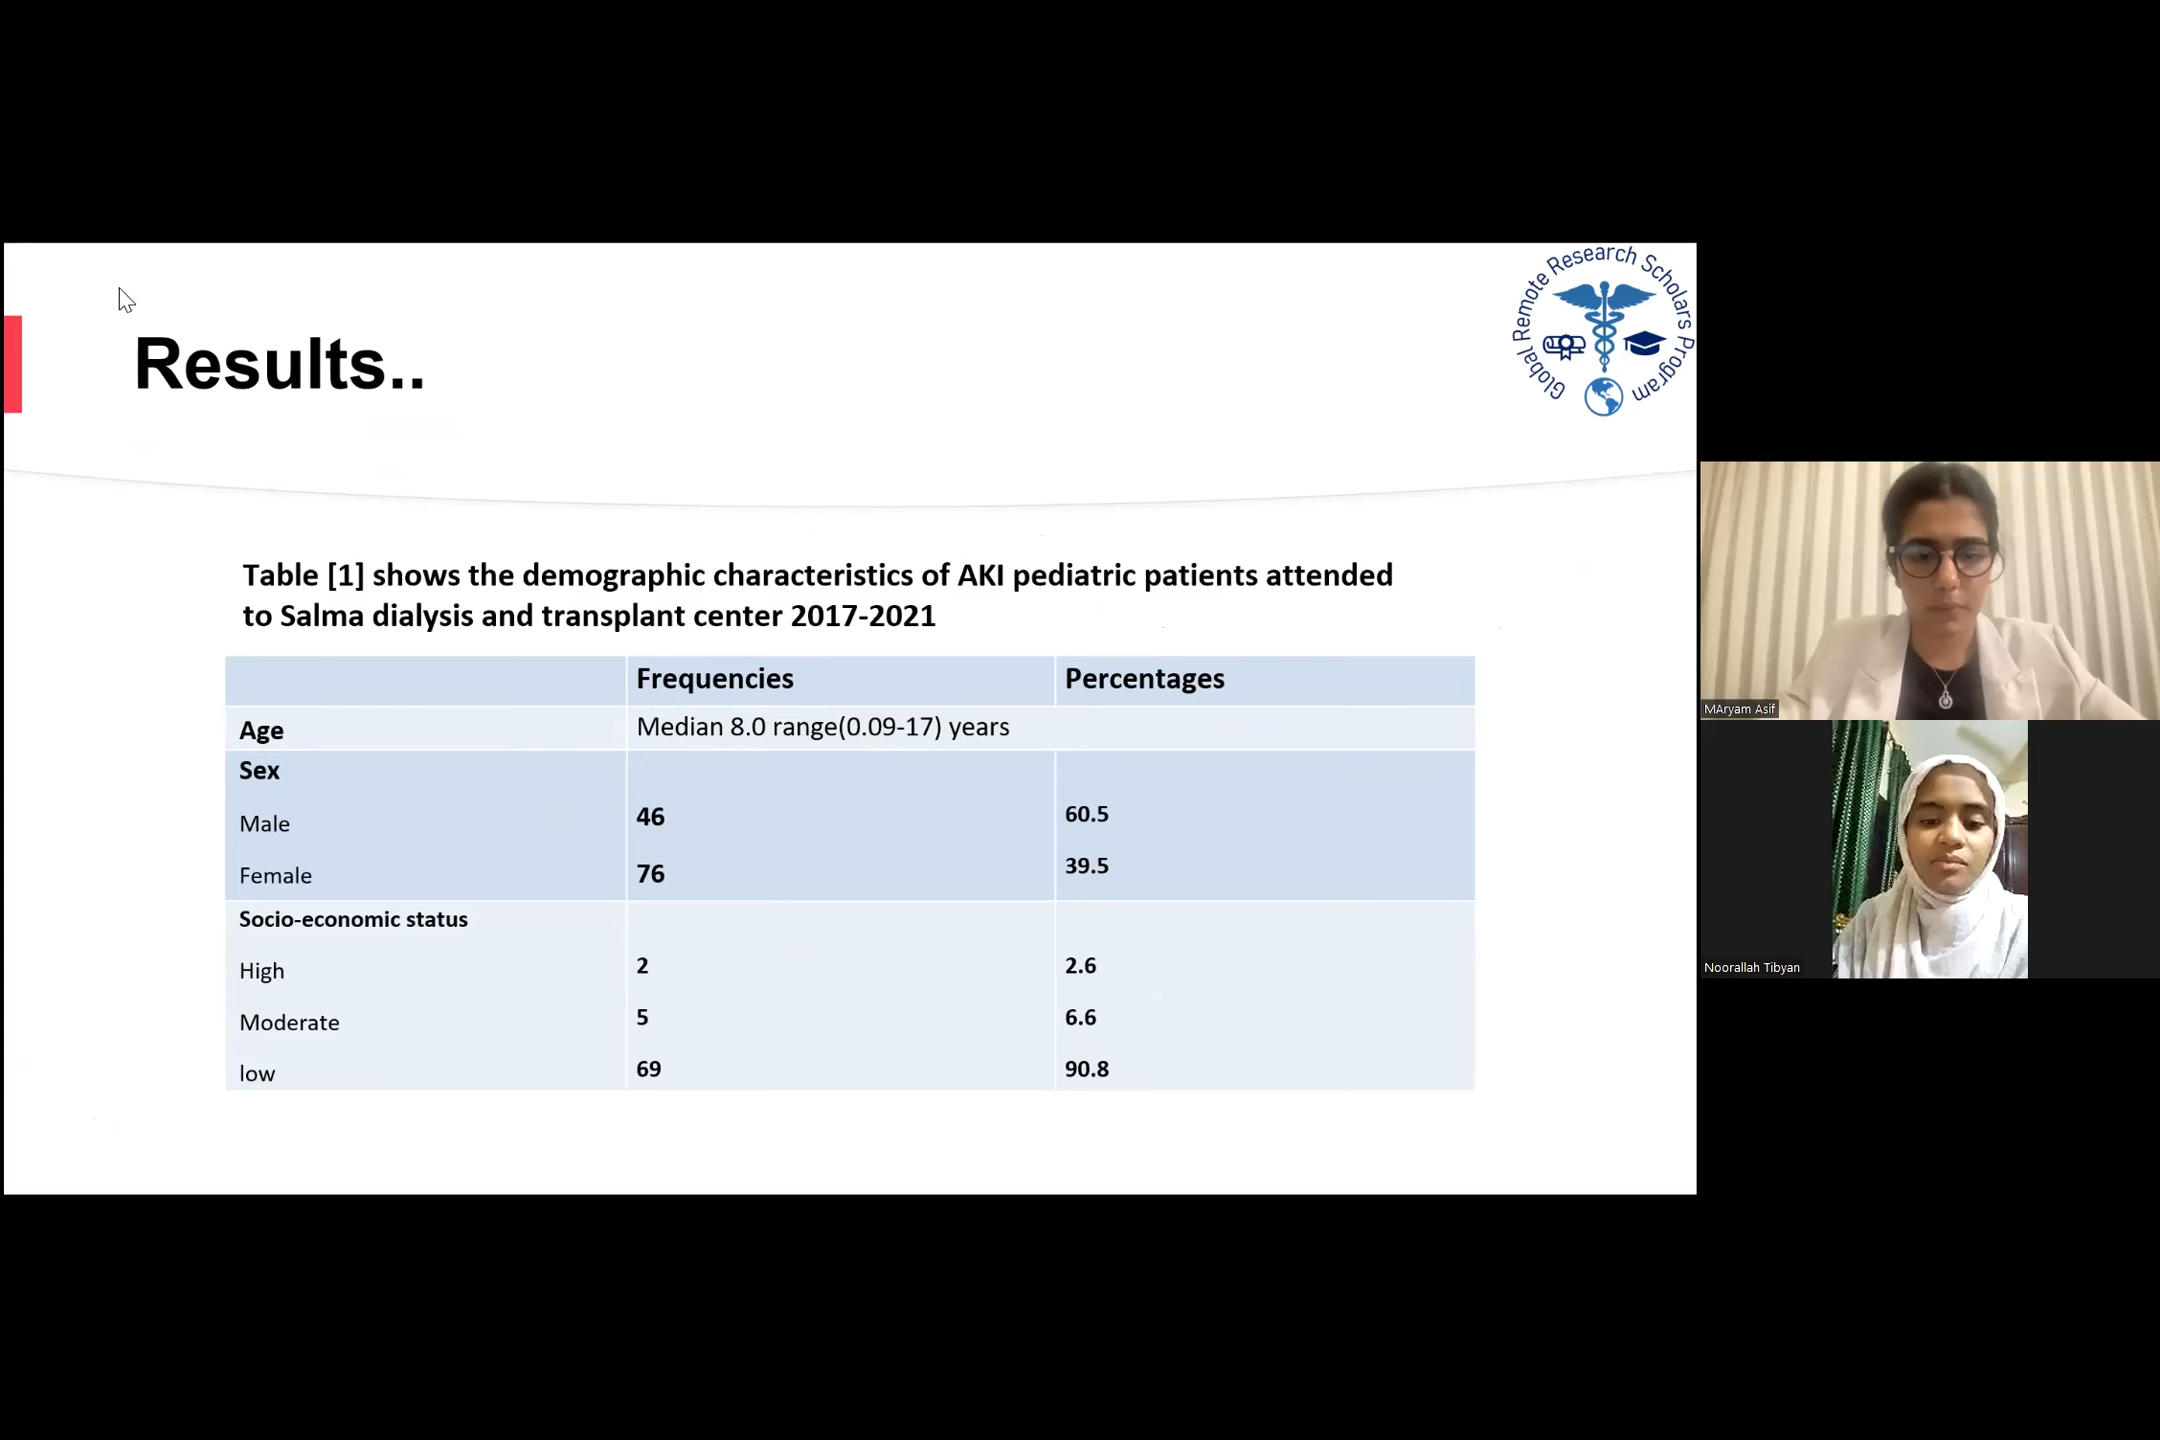 Results..
Global Remote Research Scholars Program
Table [1] shows the demographic characteristics of AKI pediatric patients attended
to Salma dialysis and transplant center 2017-2021
Frequencies Percentages
Age Median 8.0 range(0.09-17) years
Sex
Male 46 60.5
Female 76 39.5
Socio-economic status
High 2 2.6
Moderate 5 6.6
low 69 90.8
MAryam Asif
Noorallah Tibyan